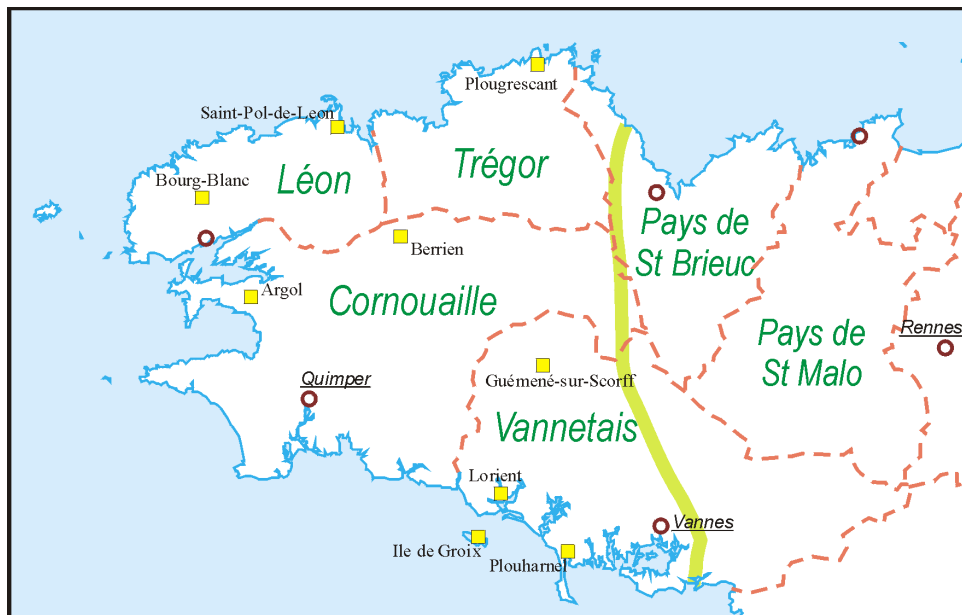 Plougrescant
Saint-Pol-de-Leon
Trégor
Léon
Bourg-Blanc
Pays de
St Brieuc
Berrien
Argol
Cornouaille
Rennes
Pays de
St Malo
Quimper
Guémené-sur-Scorff
Vannetais
Lorient
Vannes
Ile de Groix
Plouharnel